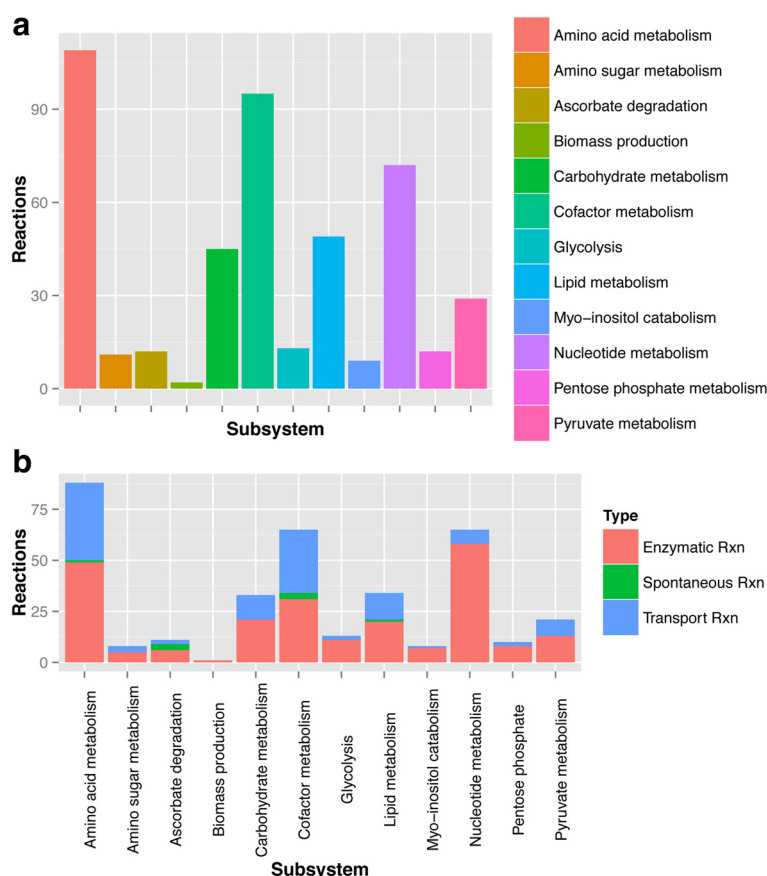 a
Reactions
90
60
30
0
Subsystem
Amino acid metabolism
Amino sugar metabolism
Ascorbate degradation
Biomass production
Carbohydrate metabolism
Cofactor metabolism
Glycolysis
Lipid metabolism
Myo−inositol catabolism
Nucleotide metabolism
Pentose phosphate metabolism
Pyruvate metabolism
b
Reactions
75
50
25
0
Amino acid metabolism
Amino sugar metabolism
Ascorbate degradation
Biomass production
Carbohydrate metabolism
Cofactor metabolism
Glycolysis
Lipid metabolism
Myo−inositol catabolism
Nucleotide metabolism
Pentose phosphate
Pyruvate metabolism
Subsystem
Type
Enzymatic Rxn
Spontaneous Rxn
Transport Rxn